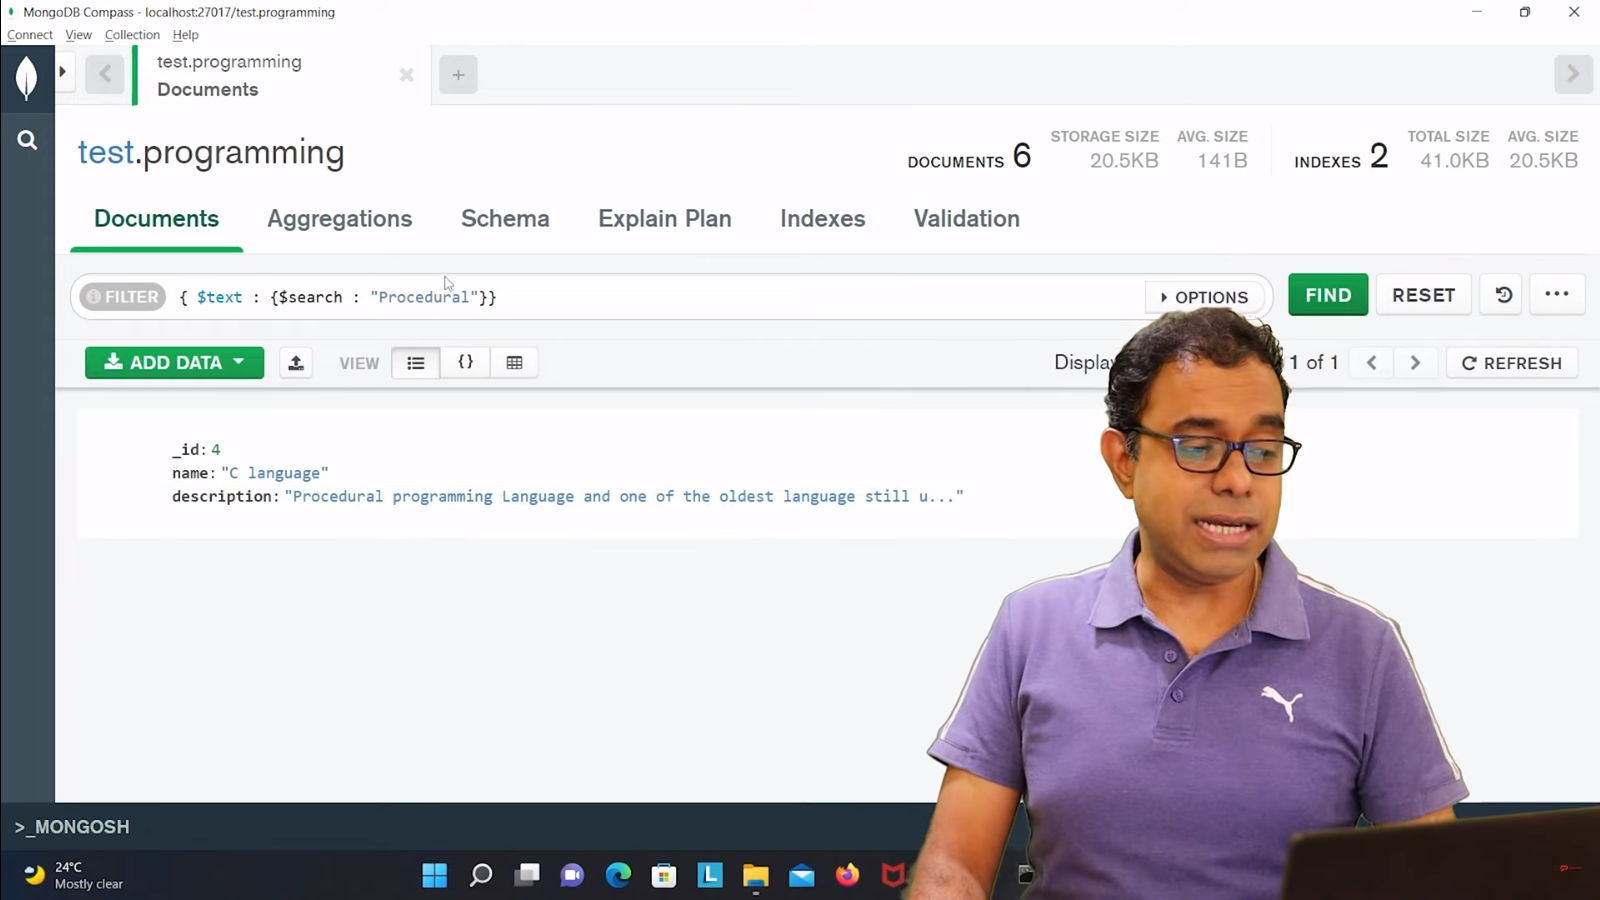 MongoDB Compass - localhost:27017/test.programming
Connect View Collection Help
test.programming
Documents
test.programming
DOCUMENTS 6
STORAGE SIZE
20.5KB
AVG. SIZE
141B
INDEXES 2
TOTAL SIZE
41.0KB
AVG. SIZE
20.5KB
Documents Aggregations Schema Explain Plan Indexes Validation
FILTER { $text : {$search : "Procedural"}}
OPTIONS
FIND
RESET
ADD DATA
VIEW
{}
1 of 1
REFRESH
_id: 4
name: "C language"
description: "Procedural programming Language and one of the oldest language still u..."
>_MONGOSH
24°C
Mostly clear
L